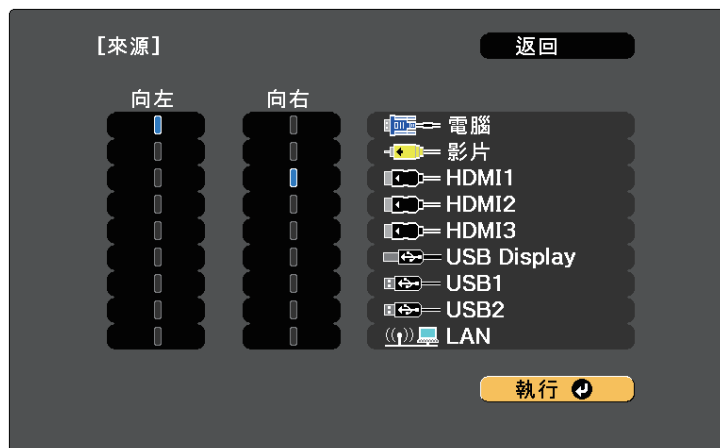 [來源] 返回
向左 向右
電腦
影片
HDMI1
HDMI2
HDMI3
USB Display
USB1
USB2
LAN
執行